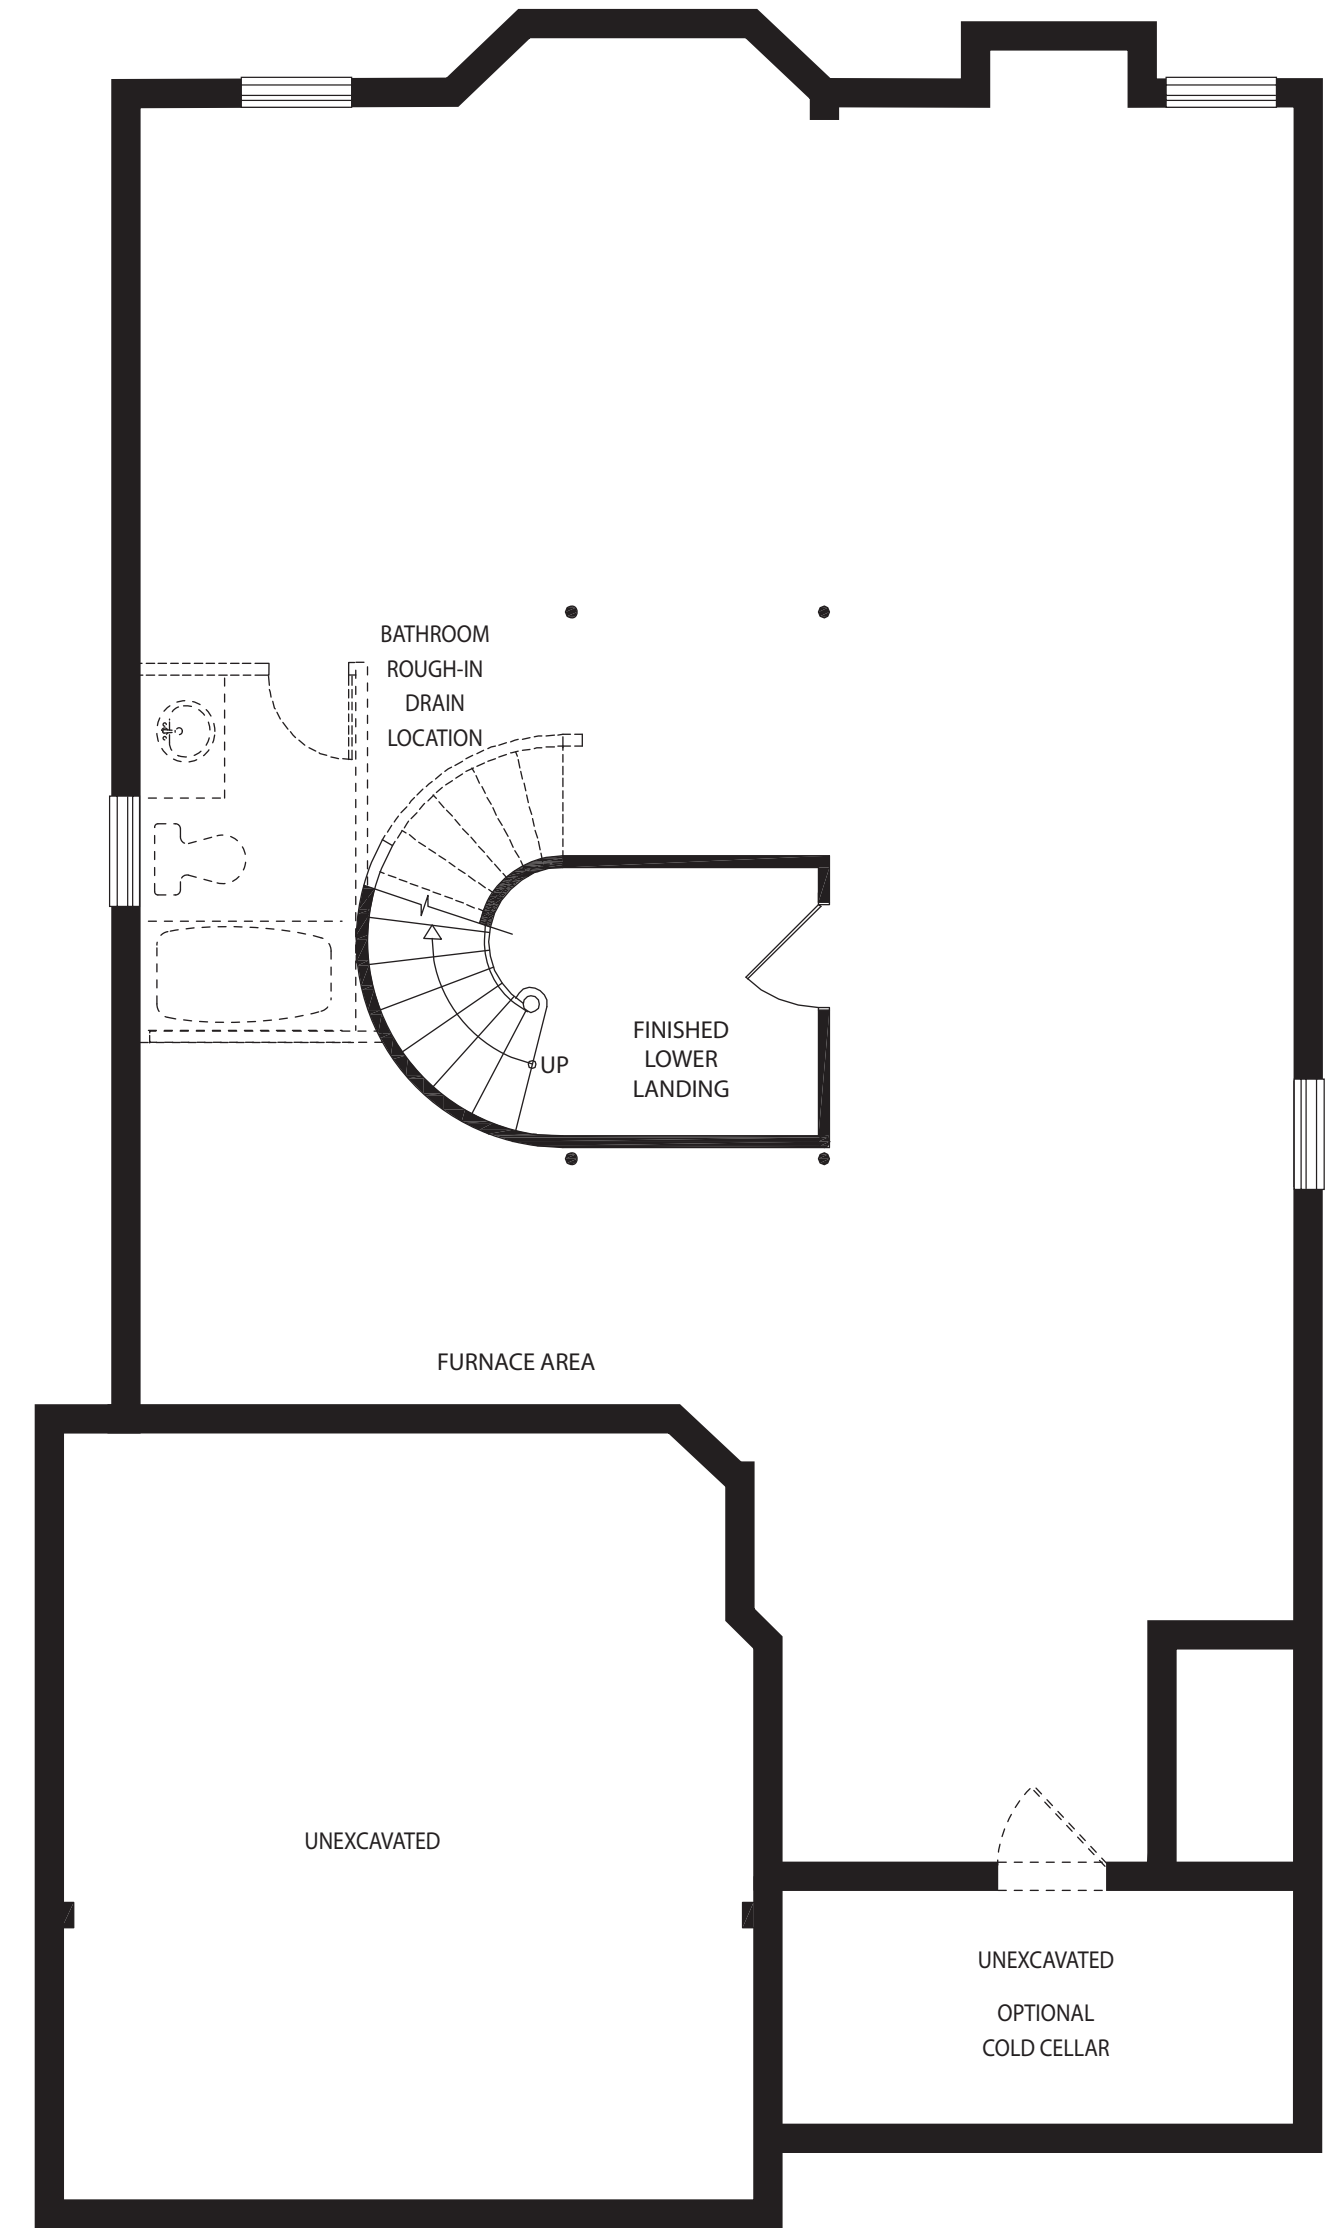 BATHROOM
ROUGH-IN
DRAIN
LOCATION
FINISHED
LOWER
LANDING
UP
FURNACE AREA
UNEXCAVATED
UNEXCAVATED
OPTIONAL
COLD CELLAR